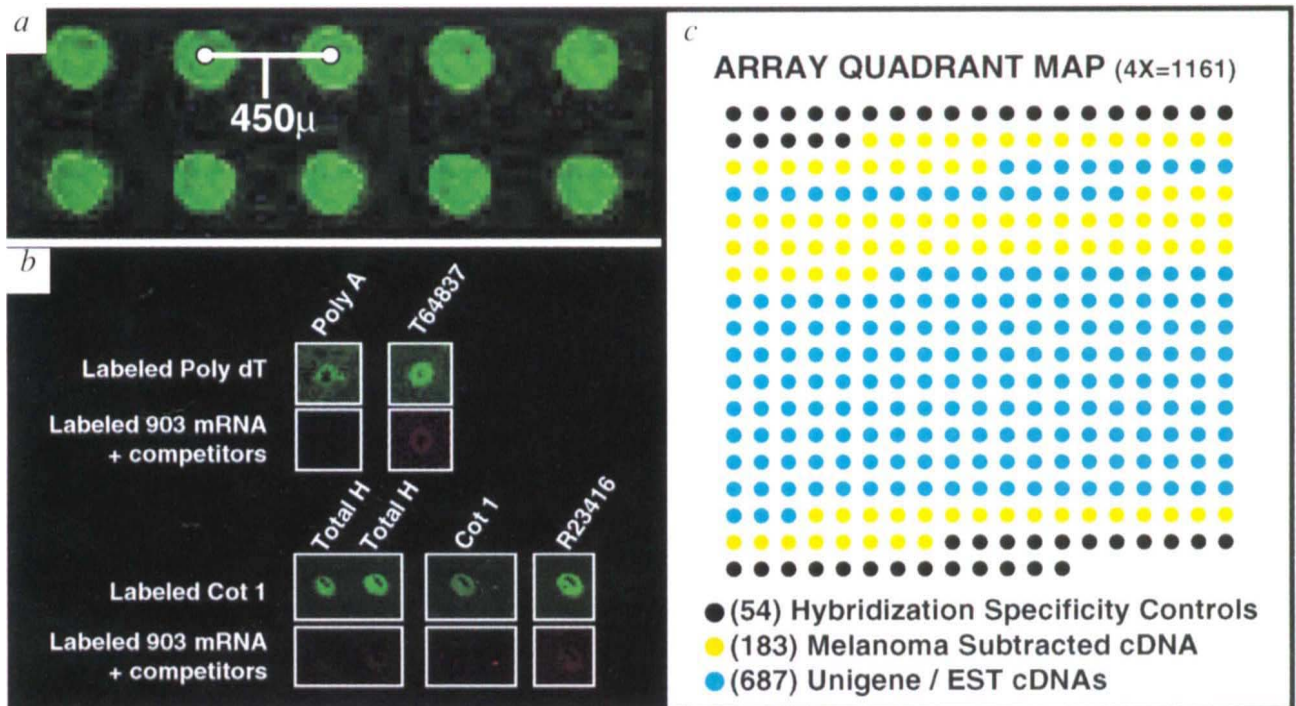 a
450μ
b
Poly A
T64837
Labeled Poly dT
Labeled 903 mRNA
+ competitors
Total H
Total H
Cot 1
R23416
Labeled Cot 1
Labeled 903 mRNA
+ competitors
c
ARRAY QUADRANT MAP (4X=1161)
(54) Hybridization Specificity Controls
(183) Melanoma Subtracted cDNA
(687) Unigene / EST cDNAs